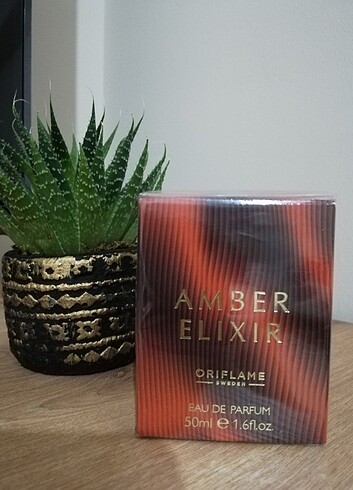 AMBER
ELIXIR
ORIFLAME
SWEDEN
EAU DE PARFUM
50ml e 1.6fl.oz.